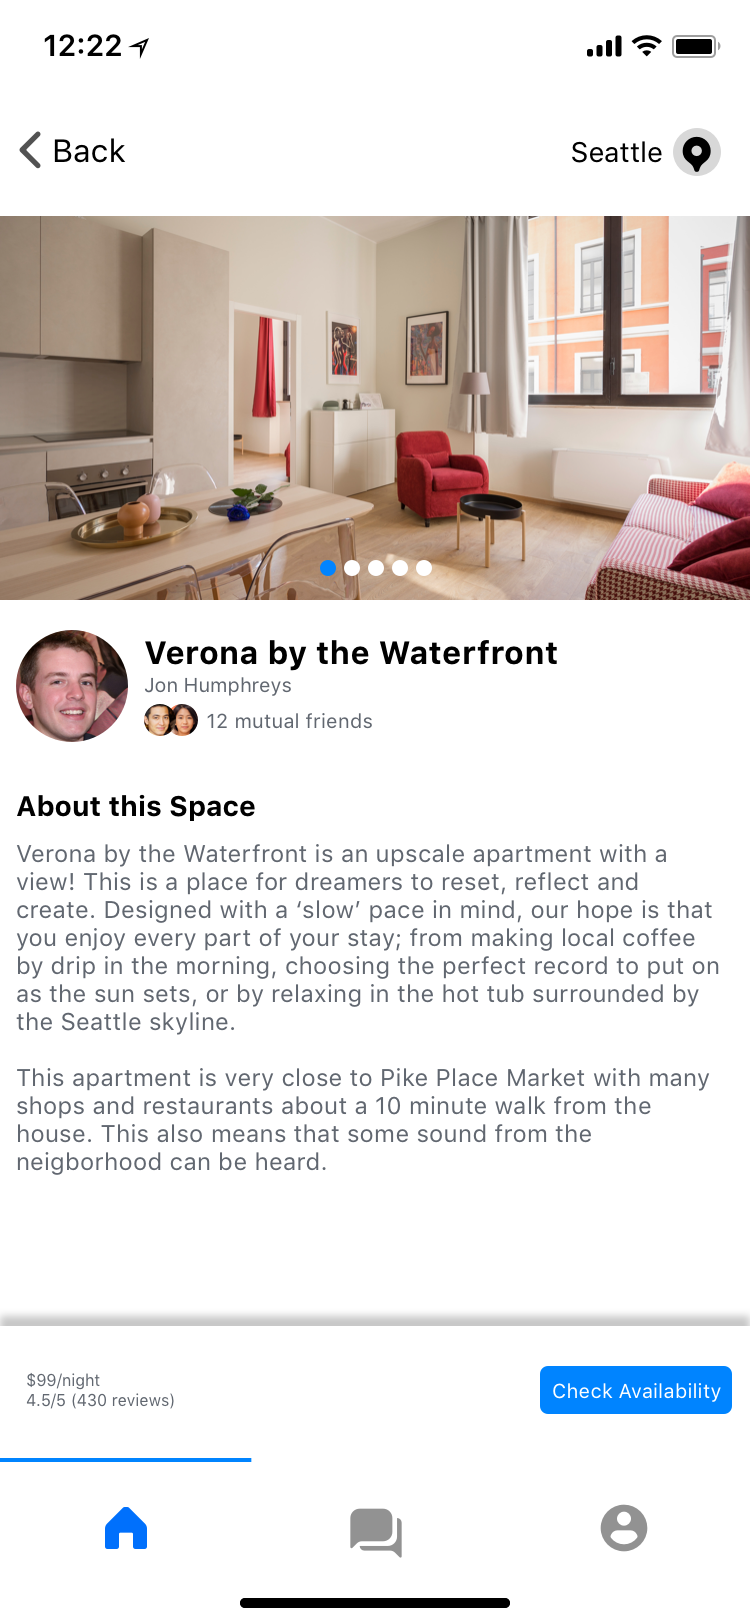 12:22
Back
Seattle
Verona by the Waterfront
Jon Humphreys
12 mutual friends
About this Space
Verona by the Waterfront is an upscale apartment with a
view! This is a place for dreamers to reset, reflect and
create. Designed with a ‘slow’ pace in mind, our hope is that
you enjoy every part of your stay; from making local coffee
by drip in the morning, choosing the perfect record to put on
as the sun sets, or by relaxing in the hot tub surrounded by
the Seattle skyline.
This apartment is very close to Pike Place Market with many
shops and restaurants about a 10 minute walk from the
house. This also means that some sound from the
neigborhood can be heard.
$99/night
4.5/5 (430 reviews)
Check Availability